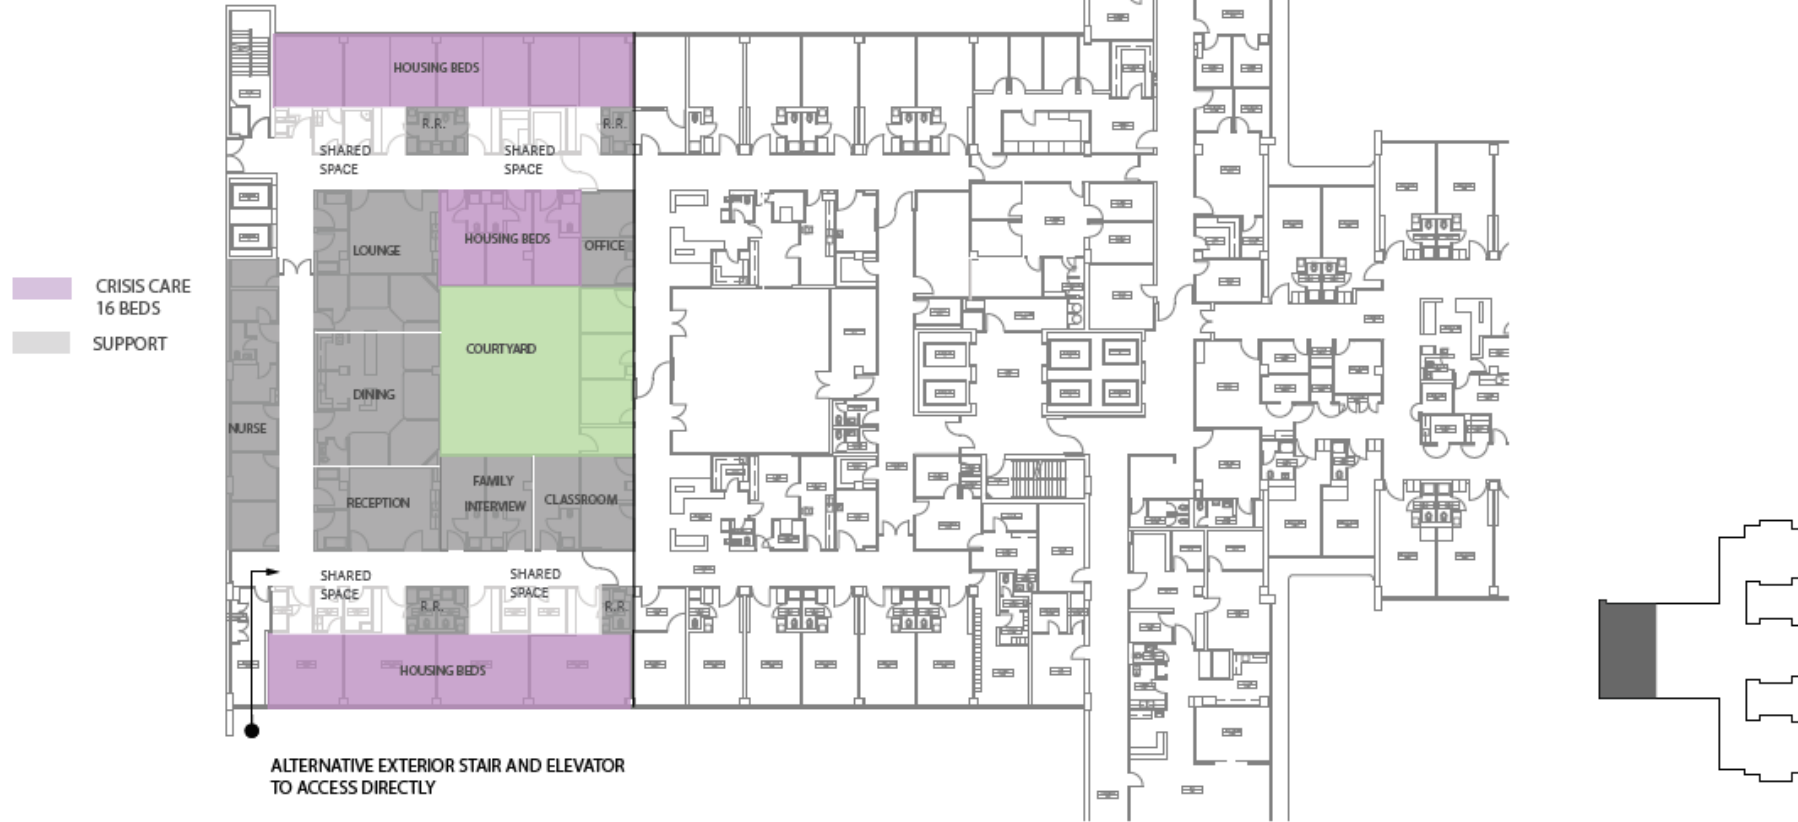 HOUSING BEDS
R.R.
R.R.
SHARED
SPACE
SHARED
SPACE
LOUNGE
HOUSING BEDS
OFFICE
CRISIS CARE
16 BEDS
SUPPORT
COURTYARD
DINING
NURSE
RECEPTION
FAMILY
INTERVIEW
CLASSROOM
SHARED
SPACE
SHARED
SPACE
R.R.
R.R.
HOUSING BEDS
ALTERNATIVE EXTERIOR STAIR AND ELEVATOR
TO ACCESS DIRECTLY